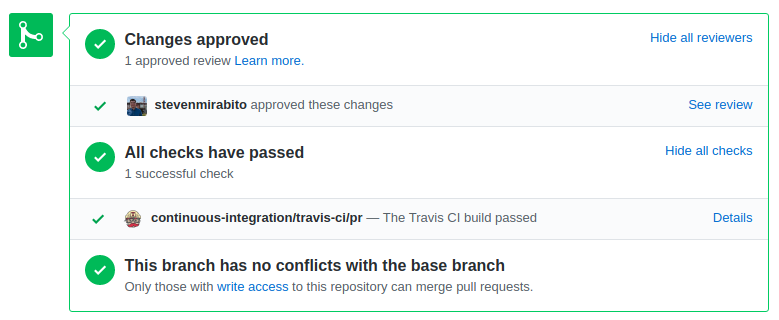 Changes approved
Hide all reviewers
1 approved review Learn more.
stevenmirabito approved these changes
See review
All checks have passed
Hide all checks
1 successful check
continuous-integration/travis-ci/pr — The Travis CI build passed
Details
This branch has no conflicts with the base branch
Only those with write access to this repository can merge pull requests.